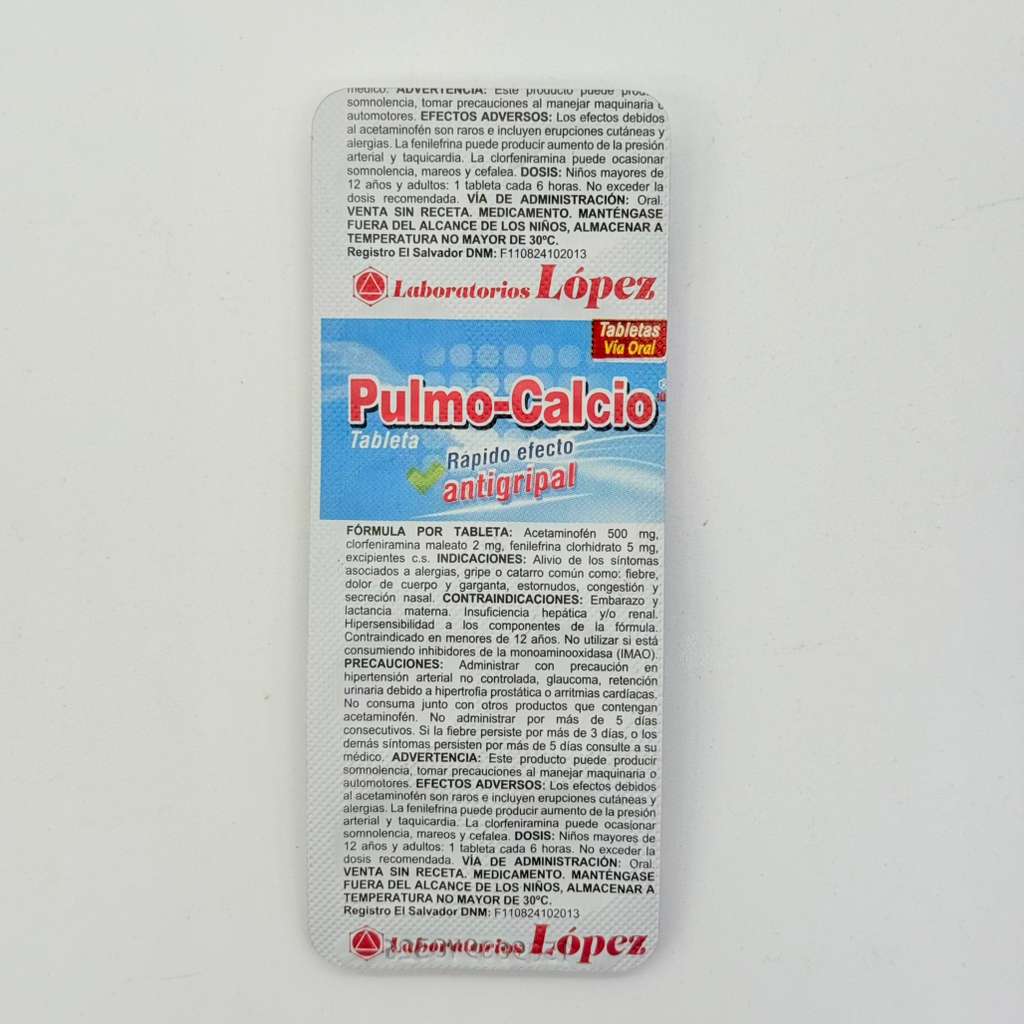 médico. ADVERTENCIA: Este producto puede
somnolencia, tomar precauciones al manejar maquinaria o
automotores. EFECTOS ADVERSOS: Los efectos debidos
al acetaminofén son raros e incluyen erupciones cutáneas y
alergias. La fenilefrina puede producir aumento de la presión
arterial y taquicardia. La clorfeniramina puede ocasionar
somnolencia, mareos y cefalea. DOSIS: Niños mayores de
12 años y adultos: 1 tableta cada 6 horas. No exceder la
dosis recomendada. VÍA DE ADMINISTRACIÓN: Oral.
VENTA SIN RECETA. MEDICAMENTO. MANTÉNGASE
FUERA DEL ALCANCE DE LOS NIÑOS, ALMACENAR A
TEMPERATURA NO MAYOR DE 30ºC.
Registro El Salvador DNM: F110824102013
Laboratorios López
Tabletas
Vía Oral
Pulmo-Calcio®
Tableta
Rápido efecto
antigripal
FÓRMULA POR TABLETA: Acetaminofén 500 mg,
clorfeniramina maleato 2 mg, fenilefrina clorhidrato 5 mg,
excipientes c.s. INDICACIONES: Alivio de los síntomas
asociados a alergias, gripe o catarro común como: fiebre,
dolor de cuerpo y garganta, estornudos, congestión y
secreción nasal. CONTRAINDICACIONES: Embarazo y
lactancia materna. Insuficiencia hepática y/o renal.
Hipersensibilidad a los componentes de la fórmula.
Contraindicado en menores de 12 años. No utilizar si está
consumiendo inhibidores de la monoaminooxidasa (IMAO).
PRECAUCIONES: Administrar con precaución en
hipertensión arterial no controlada, glaucoma, retención
urinaria debido a hipertrofia prostática o arritmias cardíacas.
No consuma junto con otros productos que contengan
acetaminofén. No administrar por más de 5 días
consecutivos. Si la fiebre persiste por más de 3 días, o los
demás síntomas persisten por más de 5 días consulte a su
médico. ADVERTENCIA: Este producto puede producir
somnolencia, tomar precauciones al manejar maquinaria o
automotores. EFECTOS ADVERSOS: Los efectos debidos
al acetaminofén son raros e incluyen erupciones cutáneas y
alergias. La fenilefrina puede producir aumento de la presión
arterial y taquicardia. La clorfeniramina puede ocasionar
somnolencia, mareos y cefalea. DOSIS: Niños mayores de
12 años y adultos: 1 tableta cada 6 horas. No exceder la
dosis recomendada. VÍA DE ADMINISTRACIÓN: Oral.
VENTA SIN RECETA. MEDICAMENTO. MANTÉNGASE
FUERA DEL ALCANCE DE LOS NIÑOS, ALMACENAR A
TEMPERATURA NO MAYOR DE 30ºC.
Registro El Salvador DNM: F110824102013
Laboratorios López